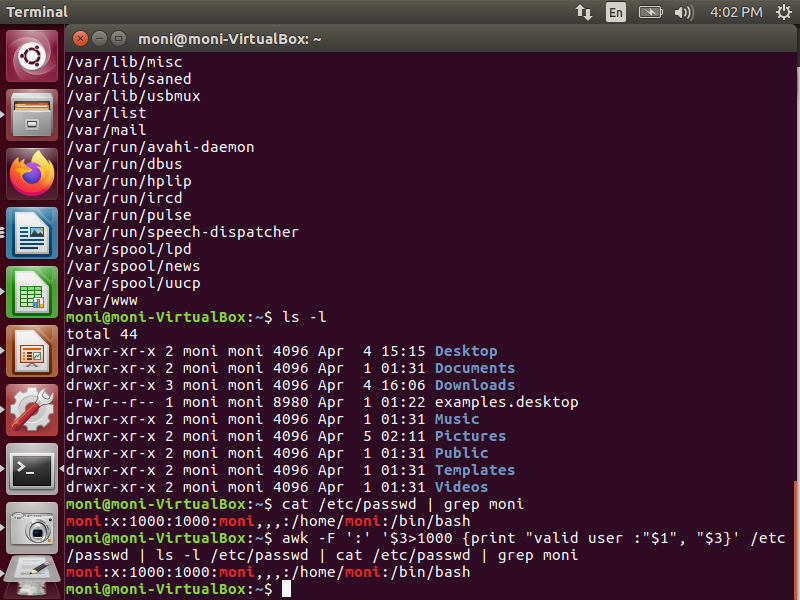 Terminal
En
4:02 PM
moni@moni-VirtualBox: ~
/var/lib/misc
/var/lib/saned
/var/lib/usbmux
/var/list
/var/mail
/var/run/avahi-daemon
/var/run/dbus
/var/run/hplip
/var/run/ircd
/var/run/pulse
/var/run/speech-dispatcher
/var/spool/lpd
/var/spool/news
/var/spool/uucp
/var/www
moni@moni-VirtualBox:~$ ls -l
total 44
drwxr-xr-x 2 moni moni 4096 Apr  4 15:15 Desktop
drwxr-xr-x 2 moni moni 4096 Apr  1 01:31 Documents
drwxr-xr-x 3 moni moni 4096 Apr  4 16:06 Downloads
-rw-r--r-- 1 moni moni 8980 Apr  1 01:22 examples.desktop
drwxr-xr-x 2 moni moni 4096 Apr  1 01:31 Music
drwxr-xr-x 2 moni moni 4096 Apr  5 02:11 Pictures
drwxr-xr-x 2 moni moni 4096 Apr  1 01:31 Public
drwxr-xr-x 2 moni moni 4096 Apr  1 01:31 Templates
drwxr-xr-x 2 moni moni 4096 Apr  1 01:31 Videos
moni@moni-VirtualBox:~$ cat /etc/passwd | grep moni
moni:x:1000:1000:moni,,,:/home/moni:/bin/bash
moni@moni-VirtualBox:~$ awk -F ':' '$3>1000 {print "valid user :"$1", "$3}' /etc
/passwd | ls -l /etc/passwd | cat /etc/passwd | grep moni
moni:x:1000:1000:moni,,,:/home/moni:/bin/bash
moni@moni-VirtualBox:~$